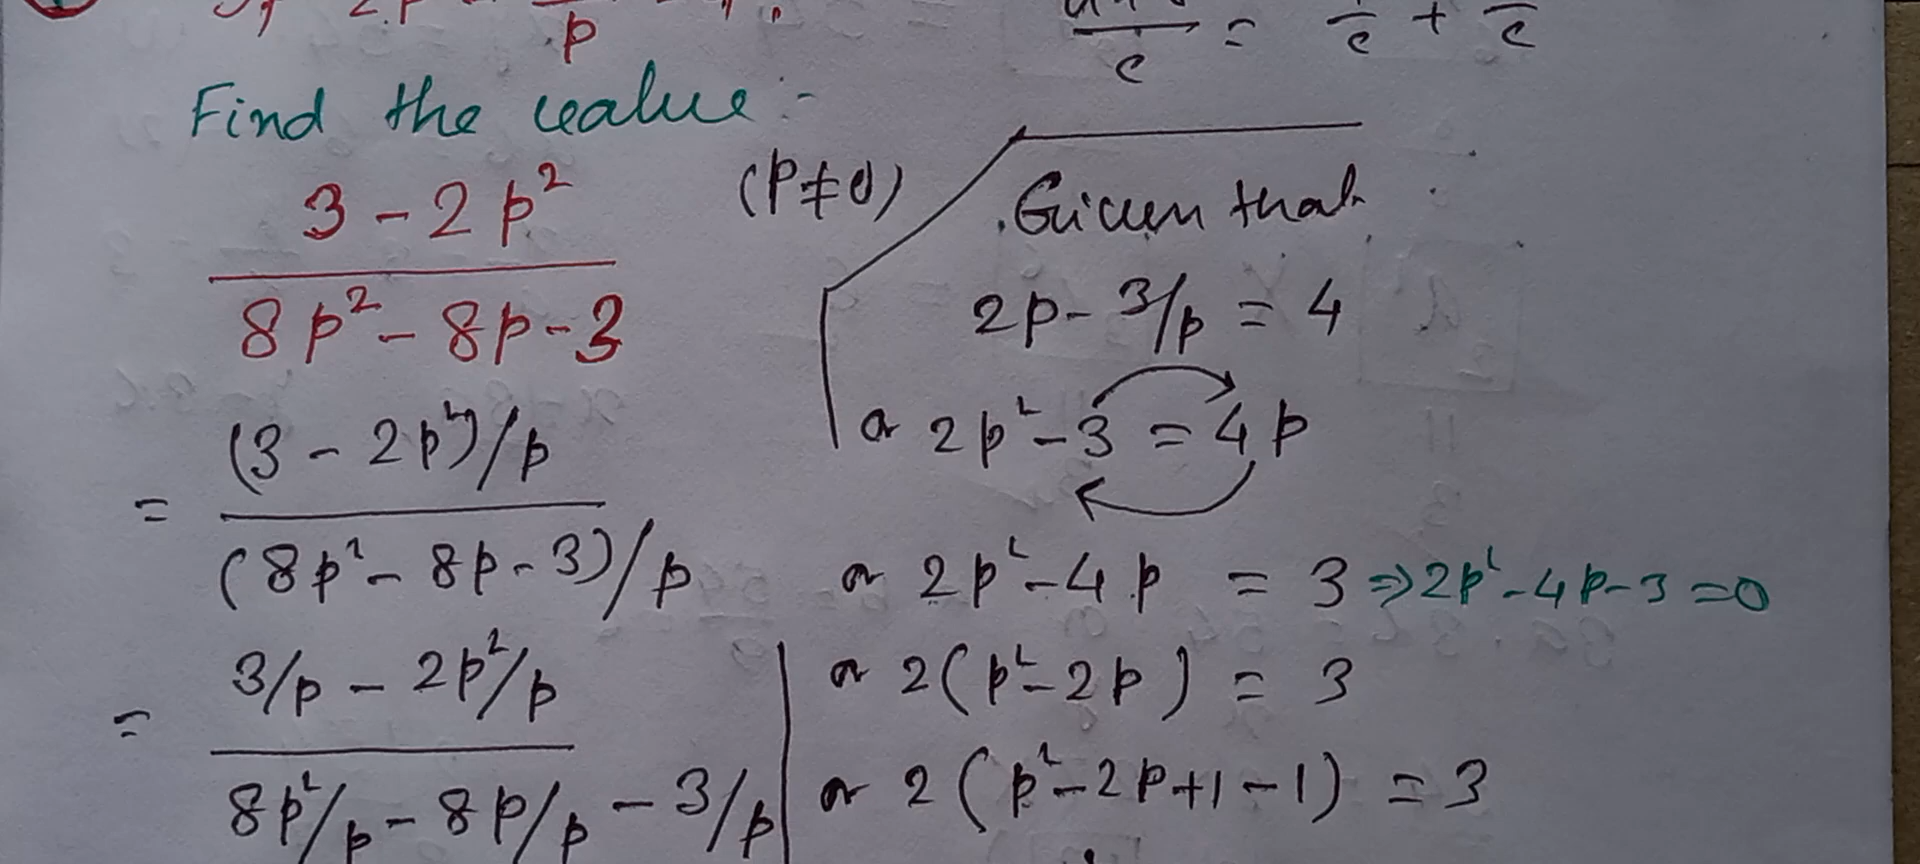 Find the value :-
3 - 2p²
8p² - 8p - 3
(P≠0)
= (3 - 2p²)/p
(8p² - 8p - 3)/p
= 3/p - 2p²/p
8p²/p - 8p/p - 3/p
c = c + c
Given that
2p - 3/p = 4
or 2p² - 3 = 4p
or 2p² - 4p = 3 ⇒ 2p² - 4p - 3 = 0
or 2(p² - 2p) = 3
or 2(p² - 2p + 1 - 1) = 3